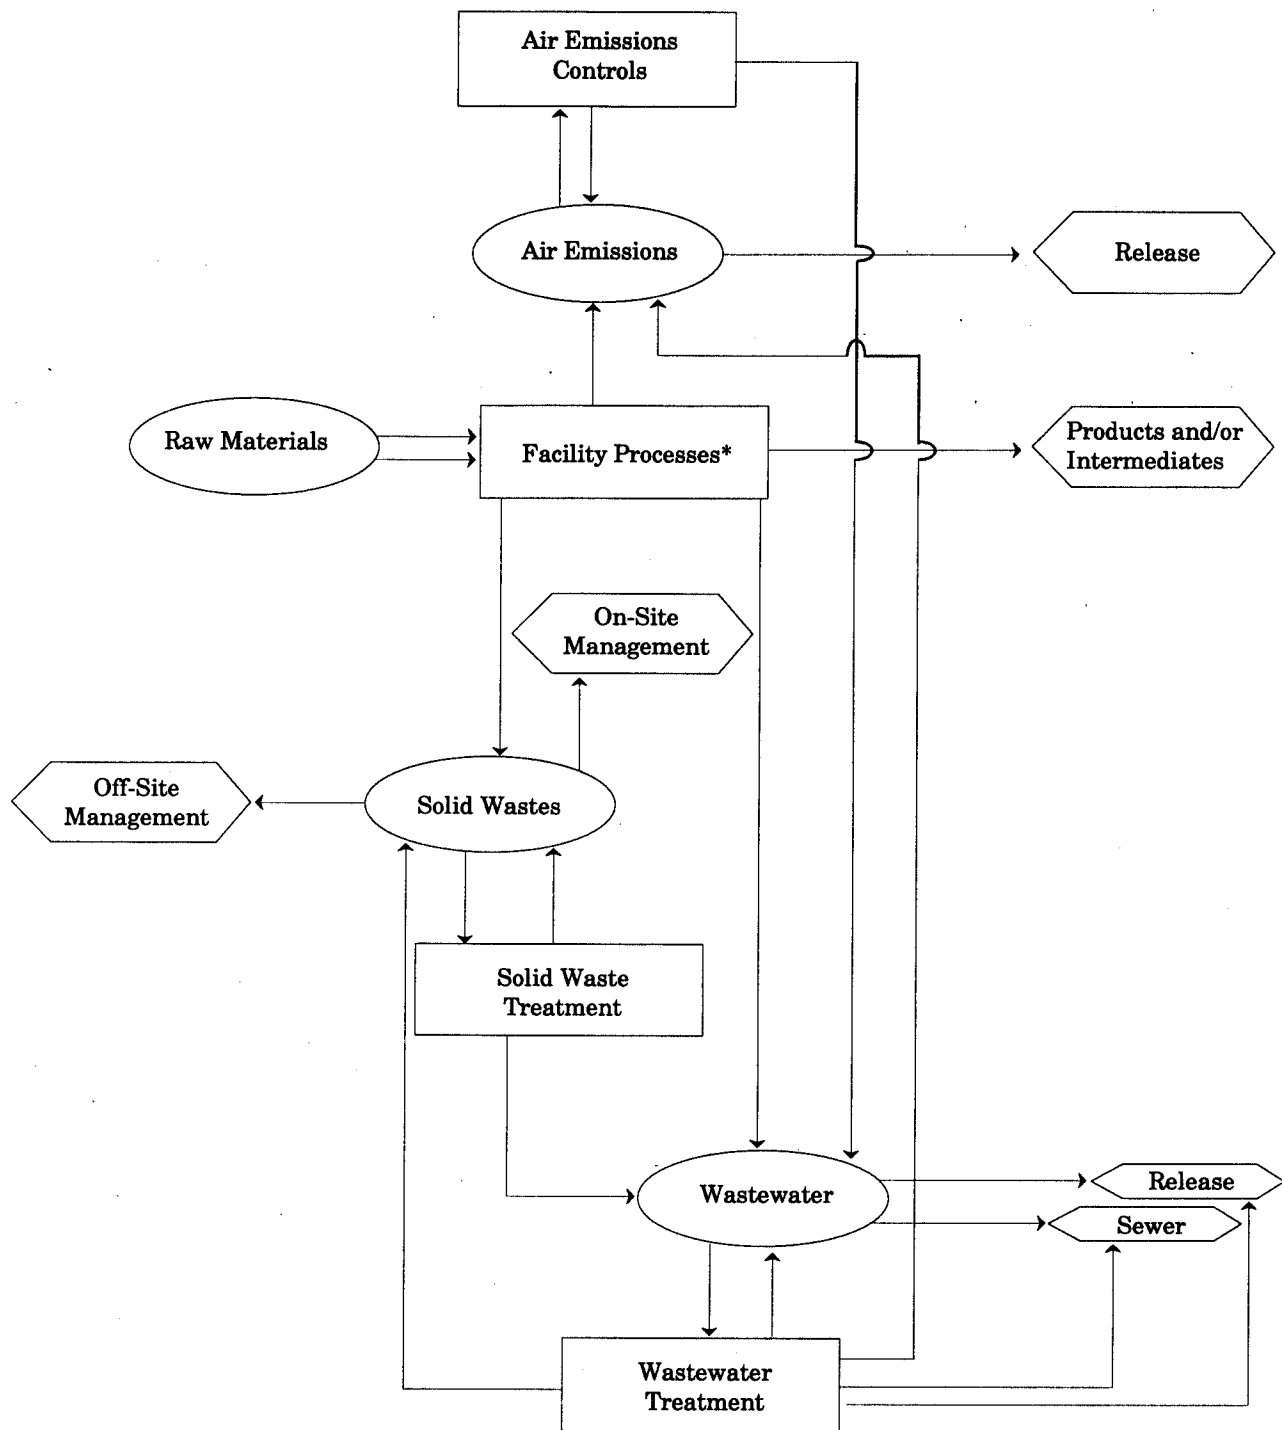 Air Emissions
Controls
Air Emissions
Release
Raw Materials
Facility Processes*
Products and/or
Intermediates
On-Site
Management
Off-Site
Management
Solid Wastes
Solid Waste
Treatment
Wastewater
Release
Sewer
Wastewater
Treatment